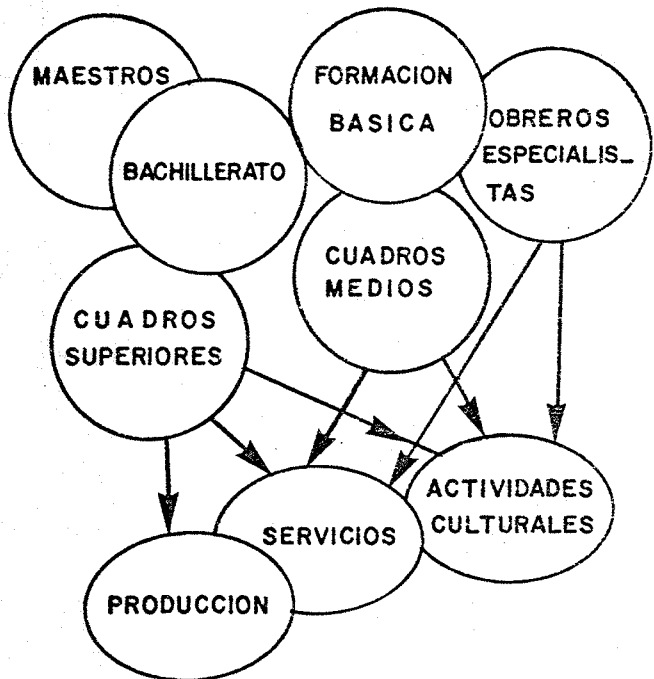 MAESTROS
FORMACION
BASICA
OBREROS
ESPECIALIS_
TAS
BACHILLERATO
CUADROS
MEDIOS
CUADROS
SUPERIORES
ACTIVIDADES
CULTURALES
SERVICIOS
PRODUCCION